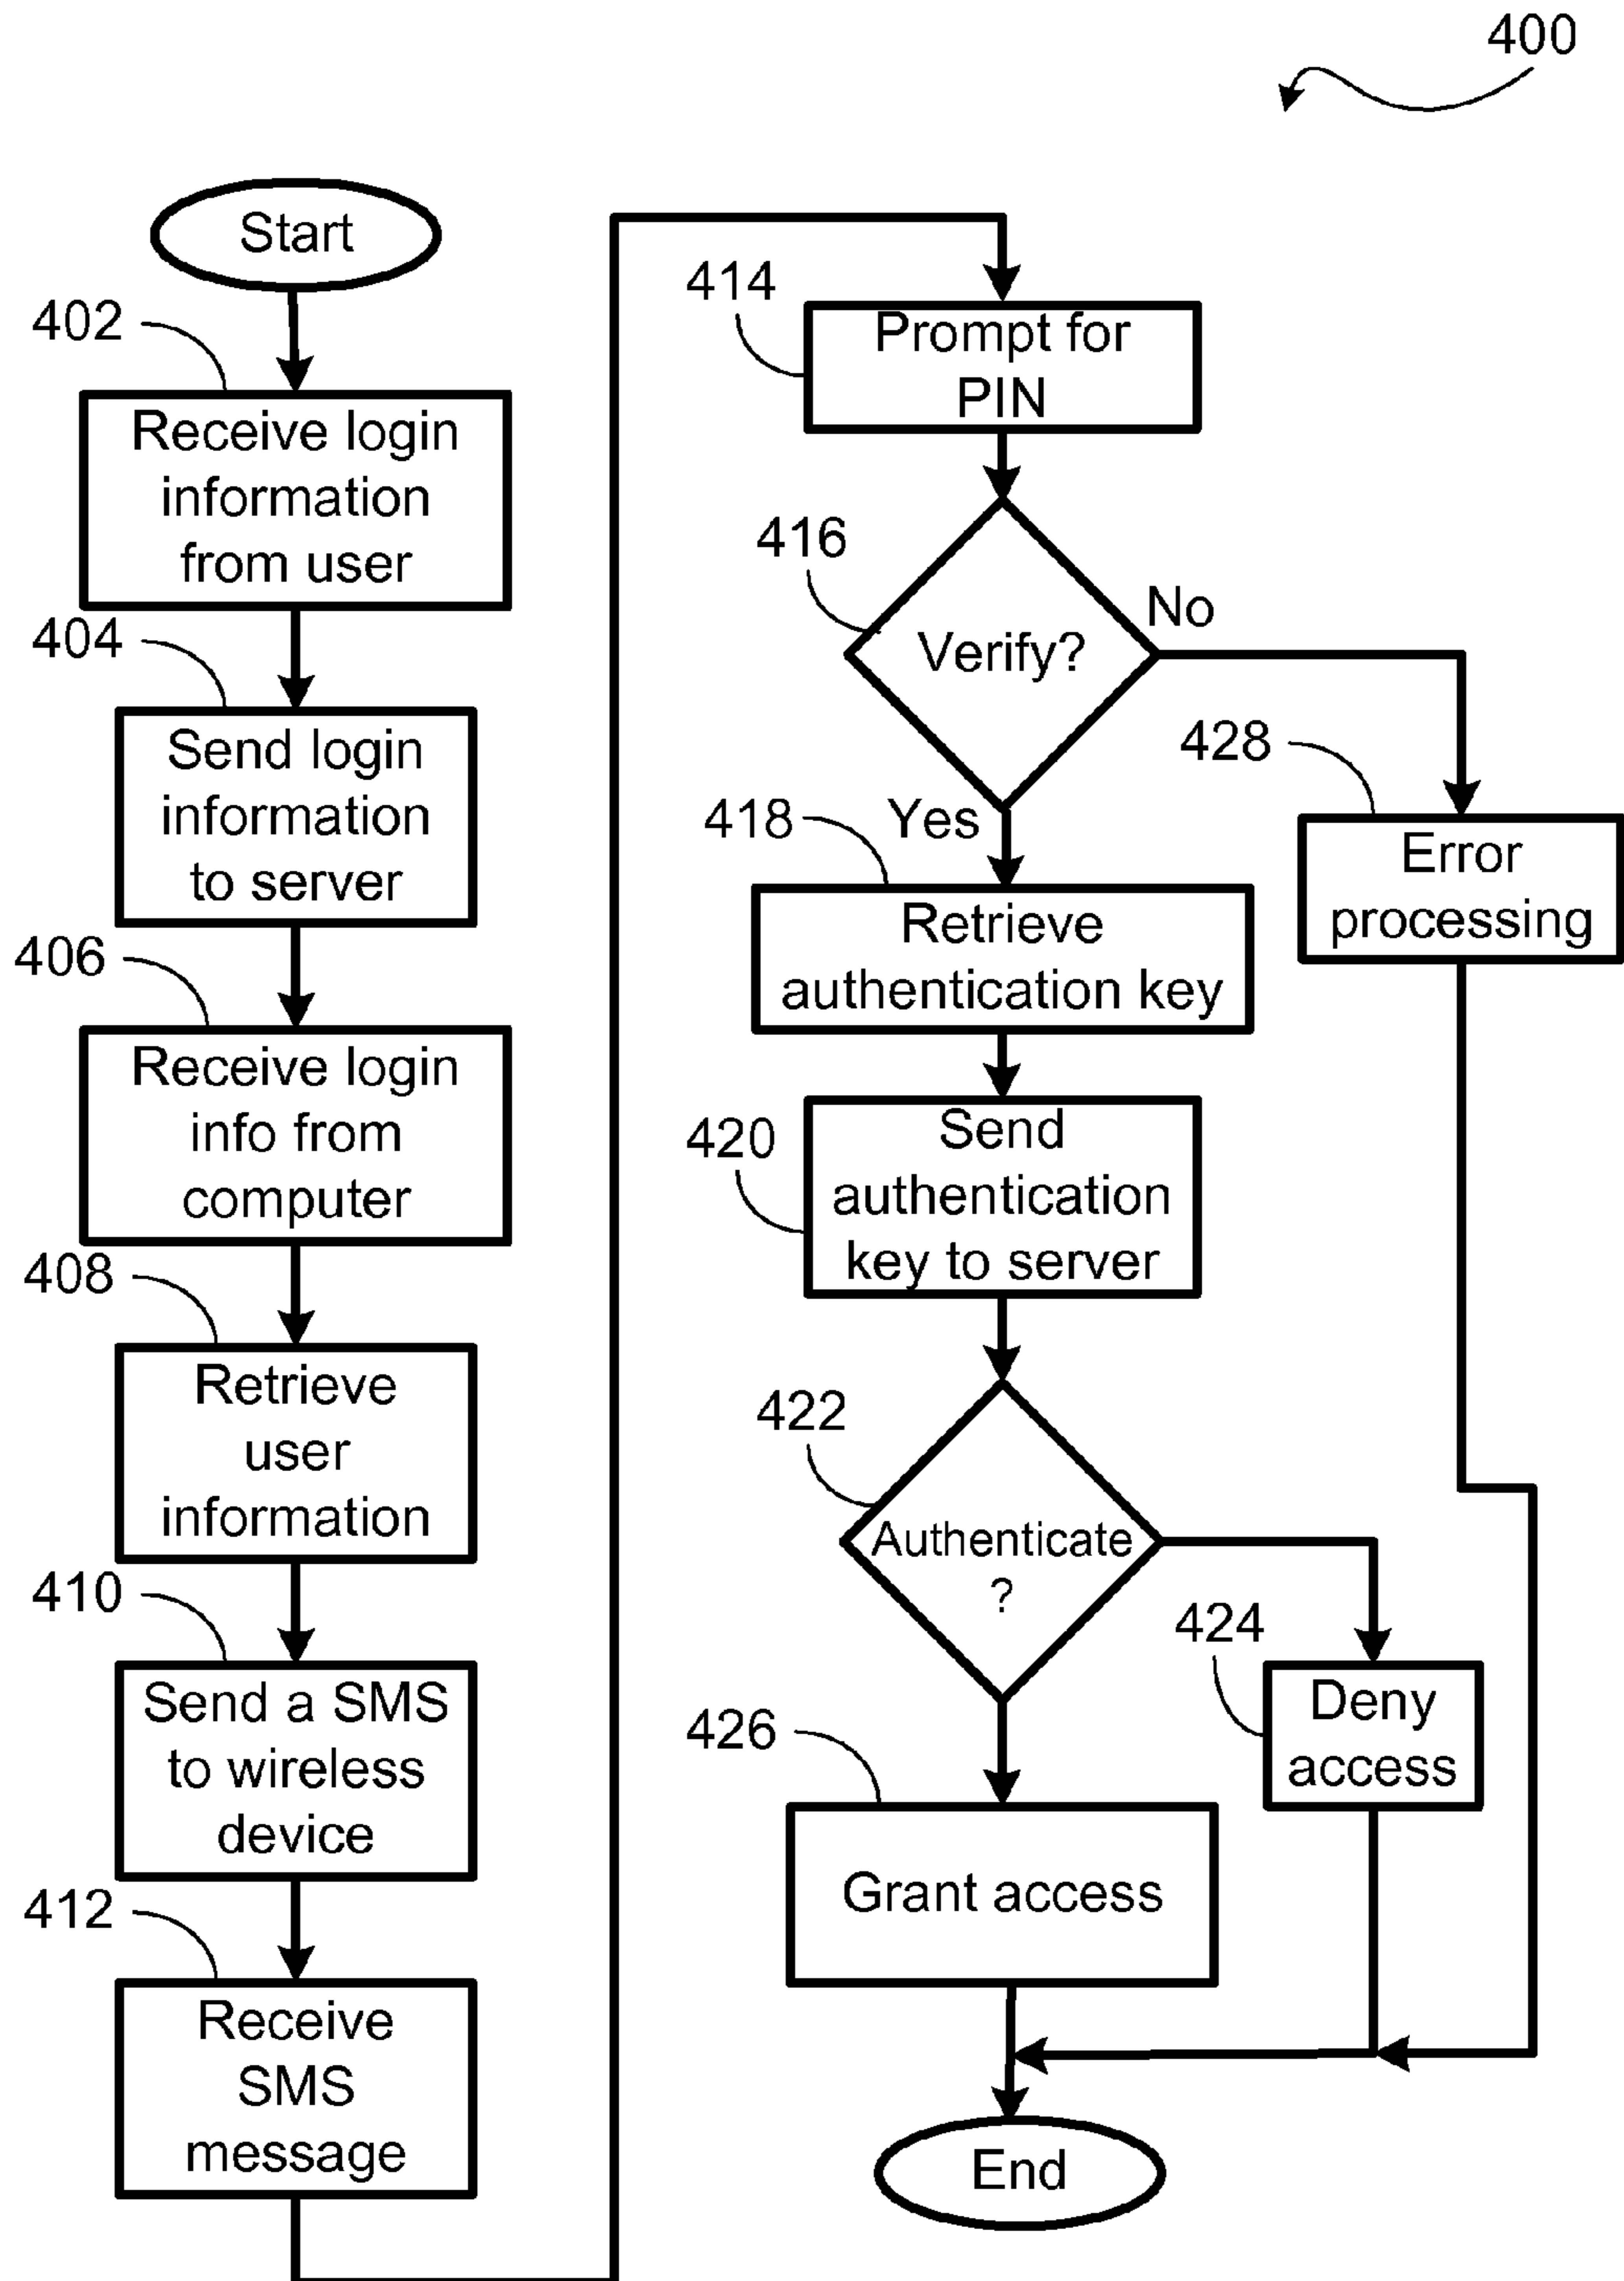 400
Start
402
Receive login
information
from user
404
Send login
information
to server
406
Receive login
info from
computer
408
Retrieve
user
information
410
Send a SMS
to wireless
device
412
Receive
SMS
message
414
Prompt for
PIN
416
Verify?
No
Yes
428
Error
processing
418
Retrieve
authentication key
420
Send
authentication
key to server
422
Authenticate
?
424
Deny
access
426
Grant access
End